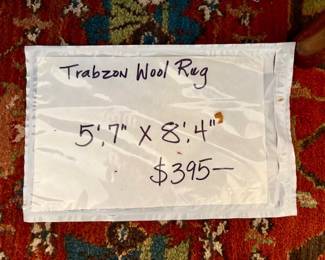 Trabzon Wool Rug
5'.7" x 8'.4"
$395—